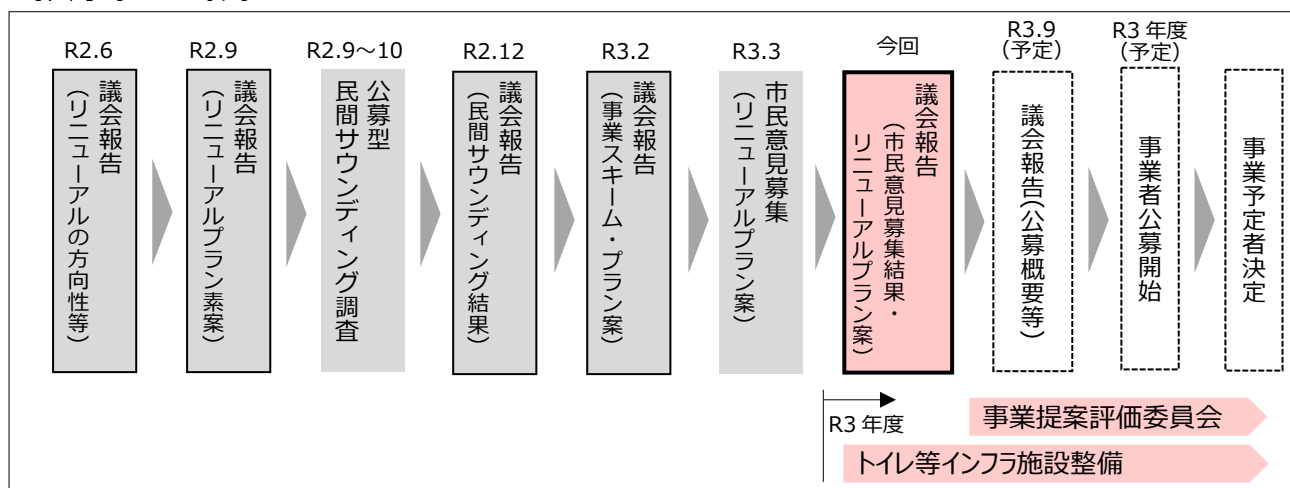 R2.6
議会報告
（リニューアルの方向性等）
R2.9
議会報告
（リニューアルプラン素案）
R2.9～10
公募型
民間サウンディング調査
R2.12
議会報告
（民間サウンディング結果）
R3.2
議会報告
（事業スキーム・プラン案）
R3.3
市民意見募集
（リニューアルプラン案）
今回
議会報告
（市民意見募集結果・
リニューアルプラン案）
R3.9
（予定）
議会報告（公募概要等）
R3 年度
（予定）
事業者公募開始
事業予定者決定
R3 年度
事業提案評価委員会
トイレ等インフラ施設整備